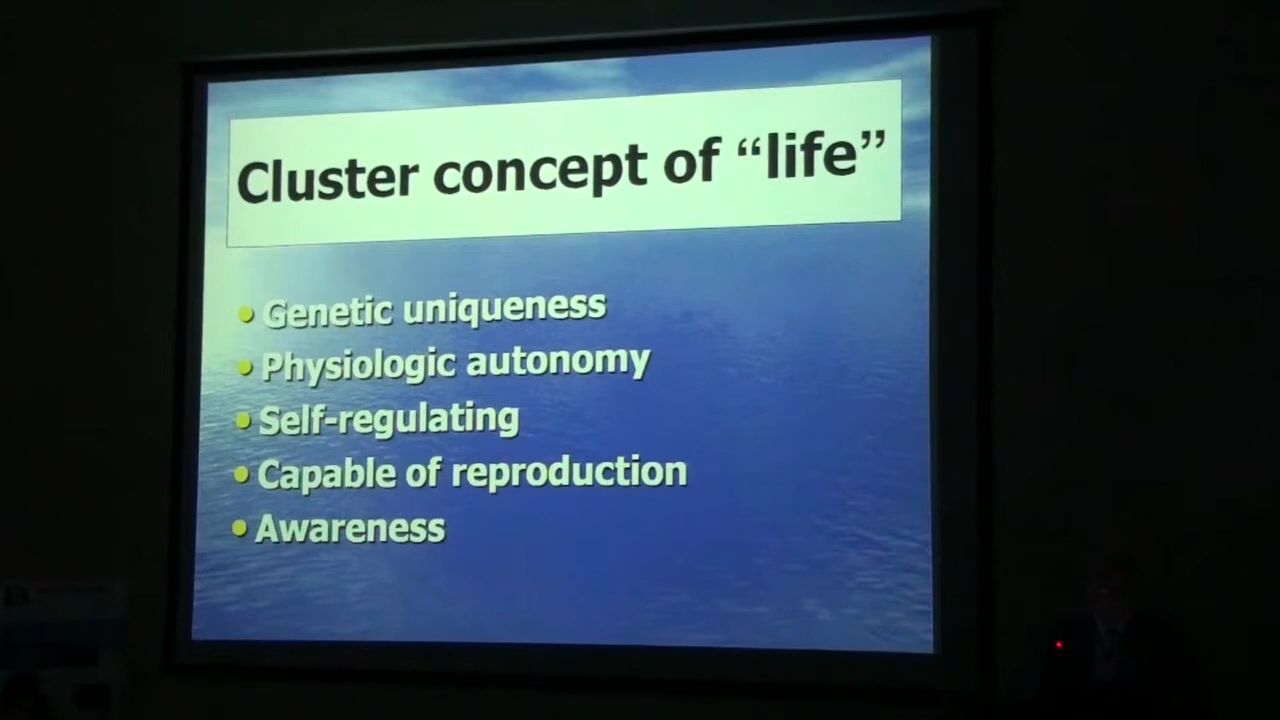 Cluster concept of “life”
• Genetic uniqueness
• Physiologic autonomy
• Self-regulating
• Capable of reproduction
• Awareness